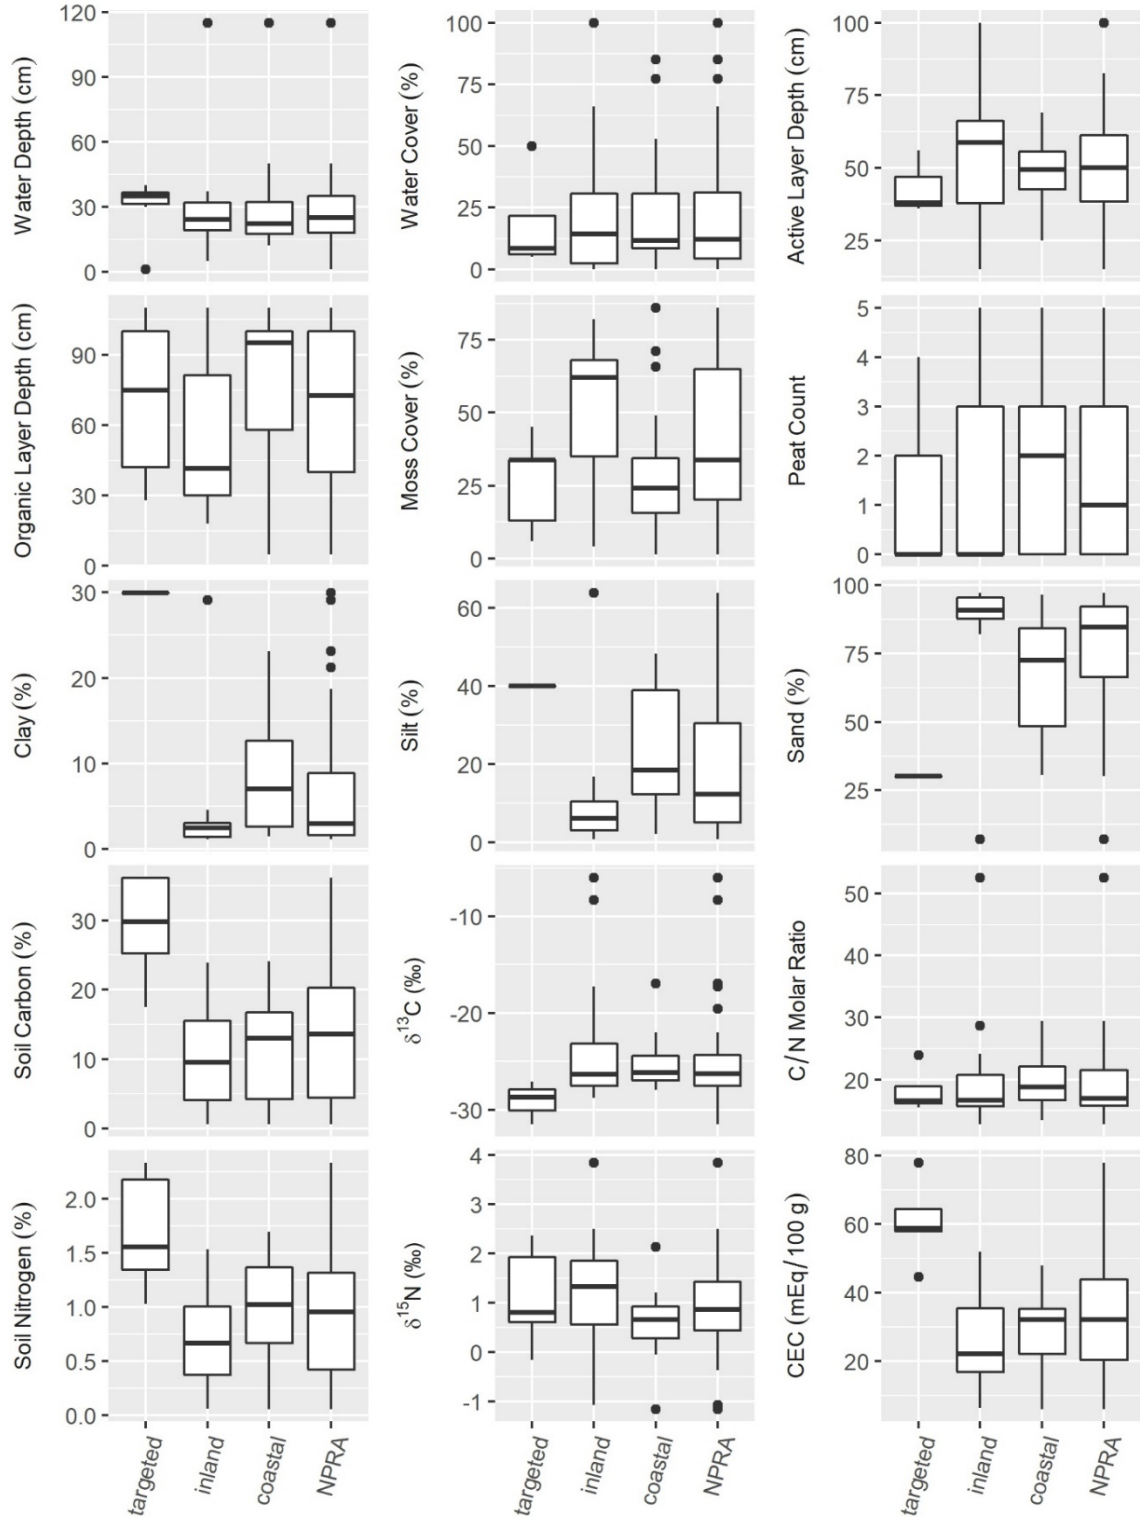 Water Depth (cm)
120
90
60
30
0
Water Cover (%)
100
75
50
25
0
Active Layer Depth (cm)
100
75
50
25
Organic Layer Depth (cm)
90
60
30
0
Moss Cover (%)
75
50
25
0
Peat Count
5
4
3
2
1
0
Clay (%)
30
20
10
0
Silt (%)
60
40
20
0
Sand (%)
100
75
50
25
Soil Carbon (%)
30
20
10
0
δ¹³C (‰)
-10
-20
-30
C/N Molar Ratio
50
40
30
20
Soil Nitrogen (%)
2.0
1.5
1.0
0.5
0.0
δ¹⁵N (‰)
4
3
2
1
0
-1
CEC (mEq/100 g)
80
60
40
20
targeted
inland
coastal
NPRA
targeted
inland
coastal
NPRA
targeted
inland
coastal
NPRA